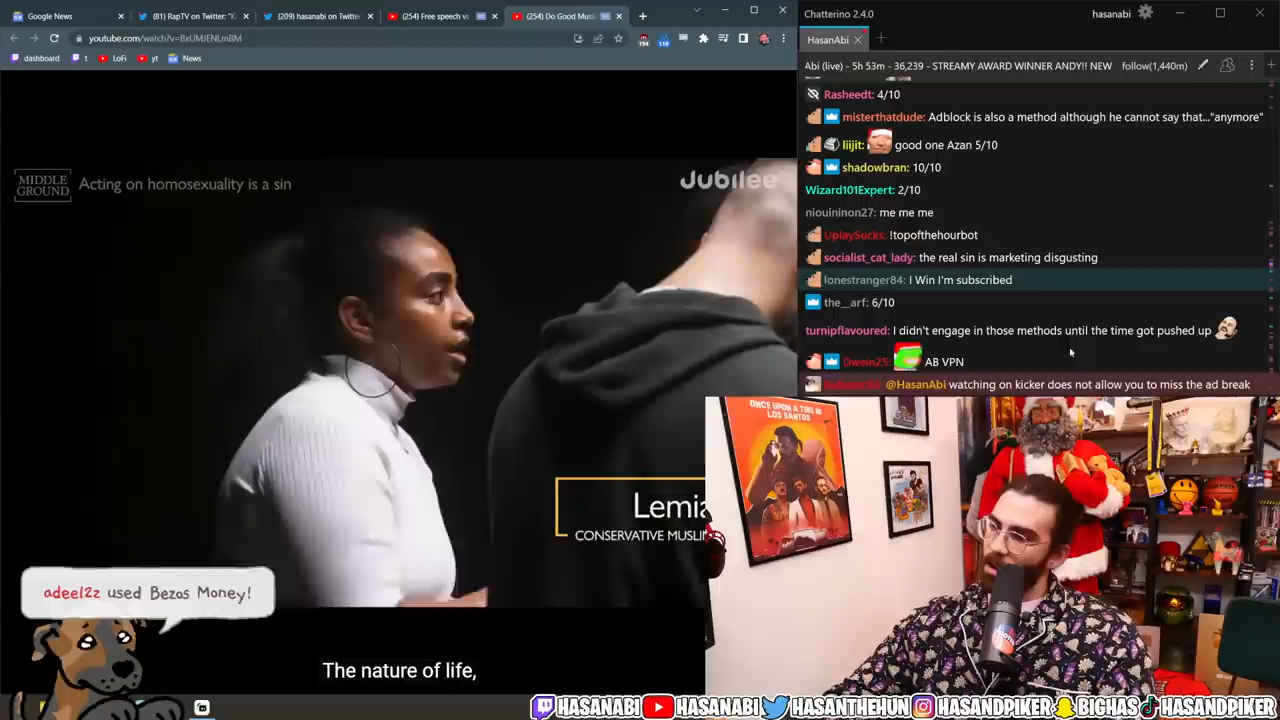 Google News
(81) RapTV on Twitter: "K
(209) hasanabi on Twitter
(254) Free speech v
(254) Do Good Musl
youtube.com/watch?v=BxUMJENLmBM
194
118
dashboard
t
LoFi
yt
News
MIDDLE
GROUND
Acting on homosexuality is a sin
Jubilee
Lemia
CONSERVATIVE MUSLIM
adeel2z used Bezos Money!
The nature of life,
Chatterino 2.4.0
hasanabi
HasanAbi
Abi (live) - 5h 53m - 36,239 - STREAMY AWARD WINNER ANDY!! NEW
follow(1,440m)
Rasheedt: 4/10
misterthatdude: Adblock is also a method although he cannot say that..."anymore"
liijit: good one Azan 5/10
shadowbran: 10/10
Wizard101Expert: 2/10
niouininon27: me me me
UplaySucks: !topofthehourbot
socialist_cat_lady: the real sin is marketing disgusting
lonestranger84: I Win I'm subscribed
the__arf: 6/10
turnipflavoured: I didn't engage in those methods until the time got pushed up
Dwein25: AB VPN
@HasanAbi watching on kicker does not allow you to miss the ad break
ONCE UPON A TIME IN
LOS SANTOS
HASANABI
HASANABI
HASANTHEHUN
HASANDPIKER
BIGHAS
HASANDPIKER